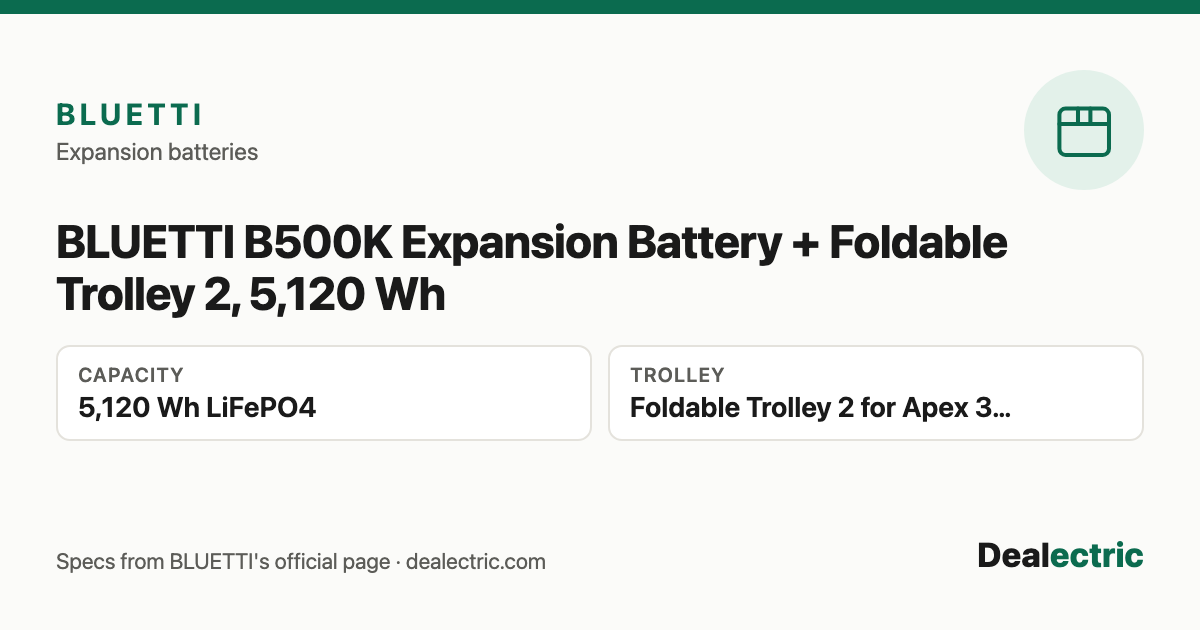 BLUETTI
Expansion batteries
BLUETTI B500K Expansion Battery + Foldable
Trolley 2, 5,120 Wh
CAPACITY
5,120 Wh LiFePO4
TROLLEY
Foldable Trolley 2 for Apex 3…
Specs from BLUETTI's official page · dealectric.com
Dealectric